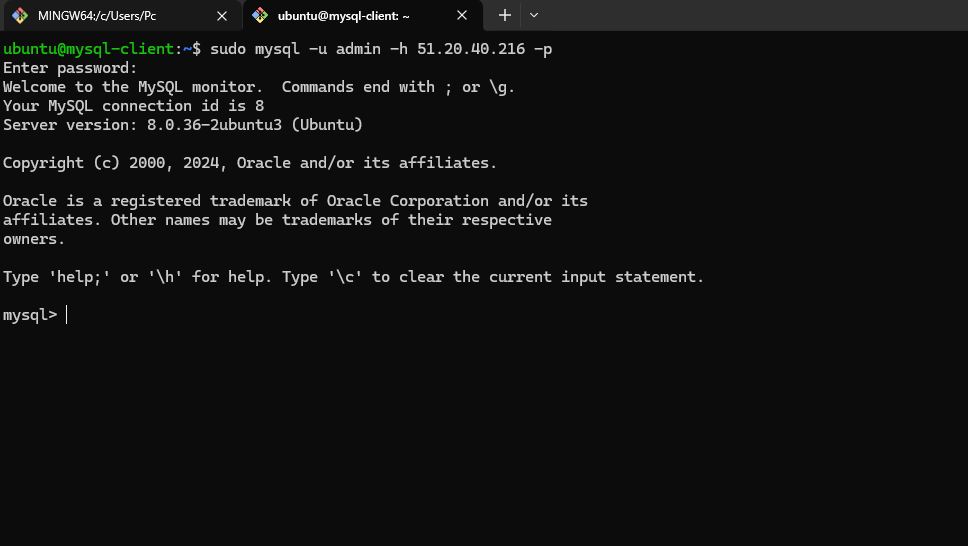 MINGW64:/c/Users/Pc
ubuntu@mysql-client: ~
ubuntu@mysql-client:~$ sudo mysql -u admin -h 51.20.40.216 -p
Enter password:
Welcome to the MySQL monitor.  Commands end with ; or \g.
Your MySQL connection id is 8
Server version: 8.0.36-2ubuntu3 (Ubuntu)
Copyright (c) 2000, 2024, Oracle and/or its affiliates.
Oracle is a registered trademark of Oracle Corporation and/or its
affiliates. Other names may be trademarks of their respective
owners.
Type 'help;' or '\h' for help. Type '\c' to clear the current input statement.
mysql>